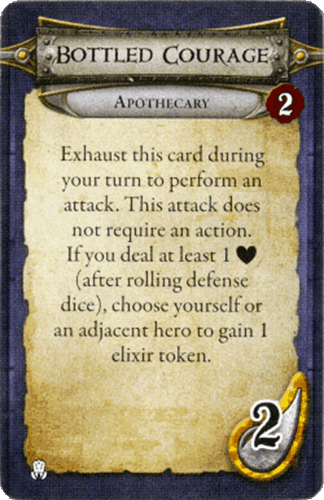 BOTTLED COURAGE
APOTHECARY
2
Exhaust this card during
your turn to perform an
attack. This attack does
not require an action.
If you deal at least 1 ♥
(after rolling defense
dice), choose yourself or
an adjacent hero to gain 1
elixir token.
2